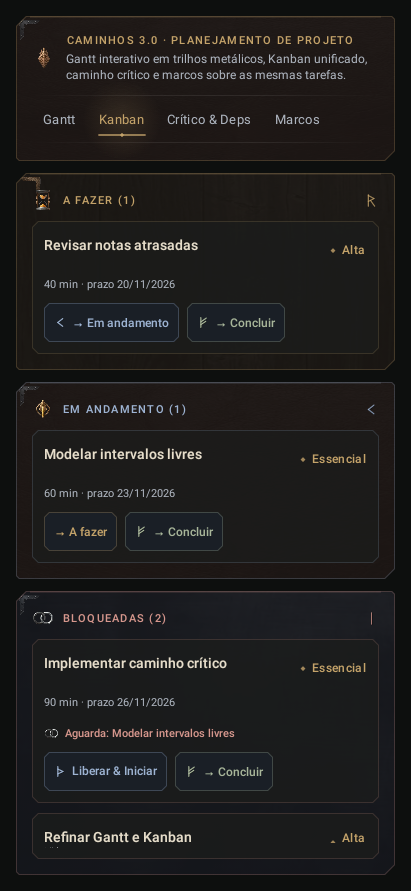 CAMINHOS 3.0 · PLANEJAMENTO DE PROJETO
Gantt interativo em trilhos metálicos, Kanban unificado,
caminho crítico e marcos sobre as mesmas tarefas.
Gantt Kanban Crítico & Deps Marcos
A FAZER (1) ᚱ
Revisar notas atrasadas
Alta
40 min · prazo 20/11/2026
ᚲ → Em andamento ᚠ → Concluir
EM ANDAMENTO (1) ᚲ
Modelar intervalos livres
Essencial
60 min · prazo 23/11/2026
→ A fazer ᚠ → Concluir
BLOQUEADAS (2) ᛁ
Implementar caminho crítico
Essencial
90 min · prazo 26/11/2026
Aguarda: Modelar intervalos livres
ᚦ Liberar & Iniciar ᚠ → Concluir
Refinar Gantt e Kanban Alta